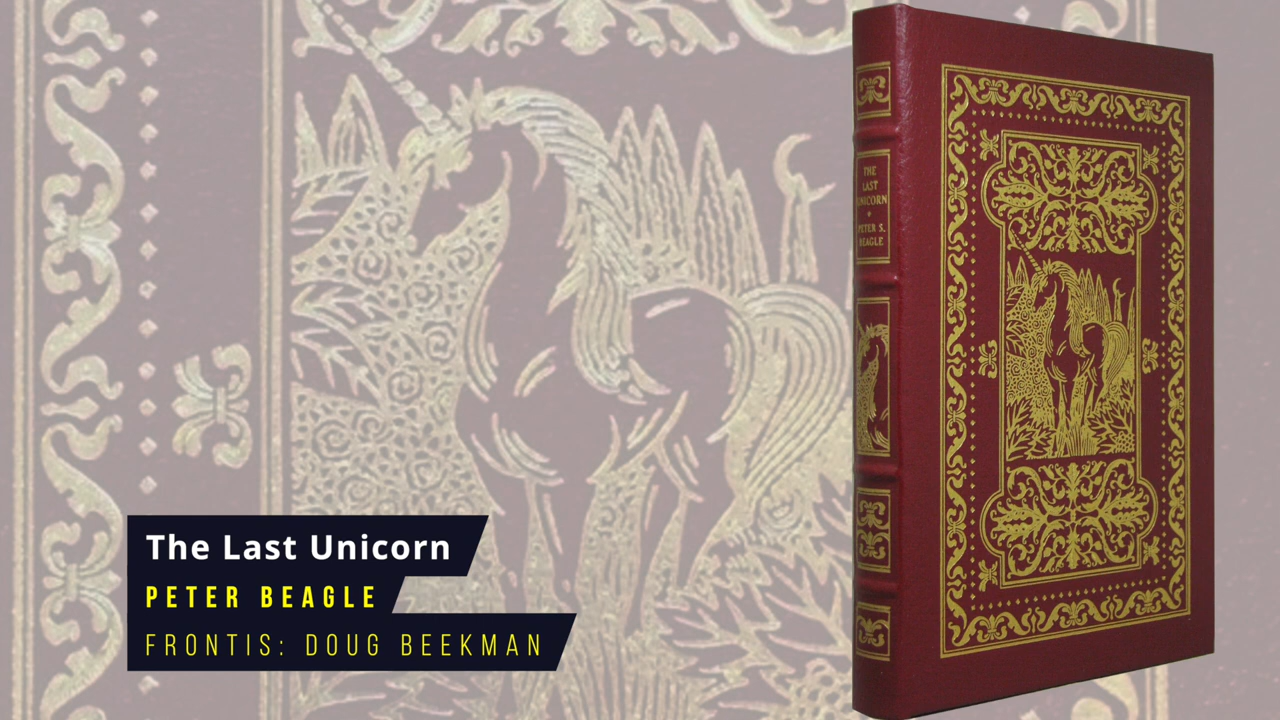 The Last Unicorn
PETER BEAGLE
FRONTIS: DOUG BEEKMAN
THE
LAST
UNICORN
PETER S.
BEAGLE